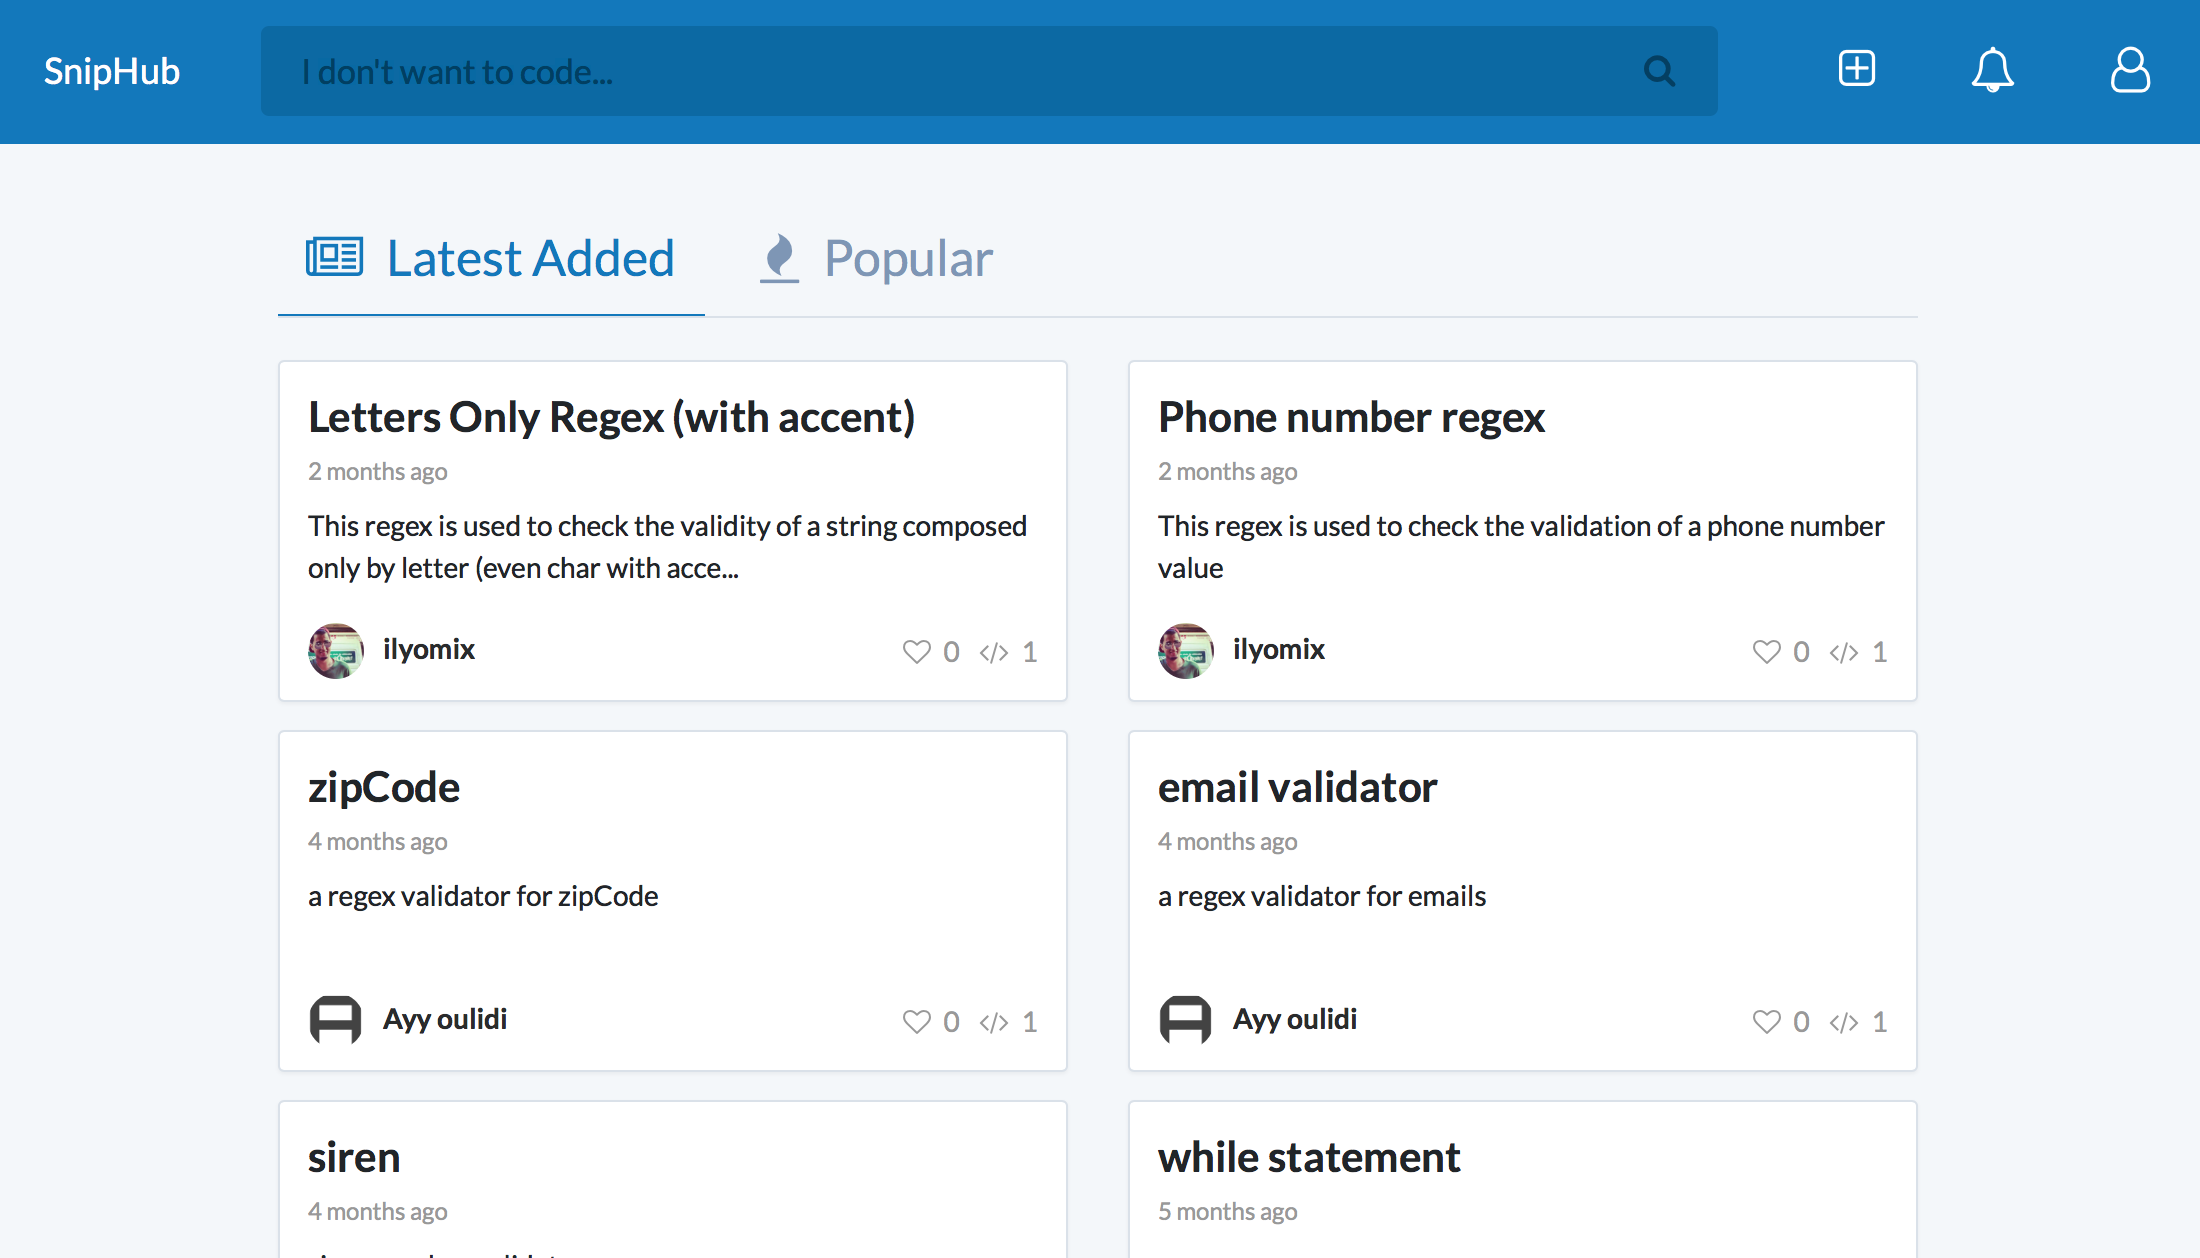 SnipHub
I don't want to code...
Latest Added
Popular
Letters Only Regex (with accent)
2 months ago
This regex is used to check the validity of a string composed
only by letter (even char with acce...
ilyomix
0 </> 1
Phone number regex
2 months ago
This regex is used to check the validation of a phone number
value
ilyomix
0 </> 1
zipCode
4 months ago
a regex validator for zipCode
Ayy oulidi
0 </> 1
email validator
4 months ago
a regex validator for emails
Ayy oulidi
0 </> 1
siren
4 months ago
while statement
5 months ago